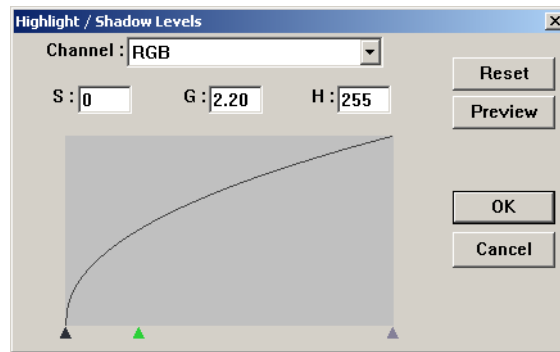 Highlight / Shadow Levels
Channel : RGB
S : 0 G : 2.20 H : 255
Reset
Preview
OK
Cancel